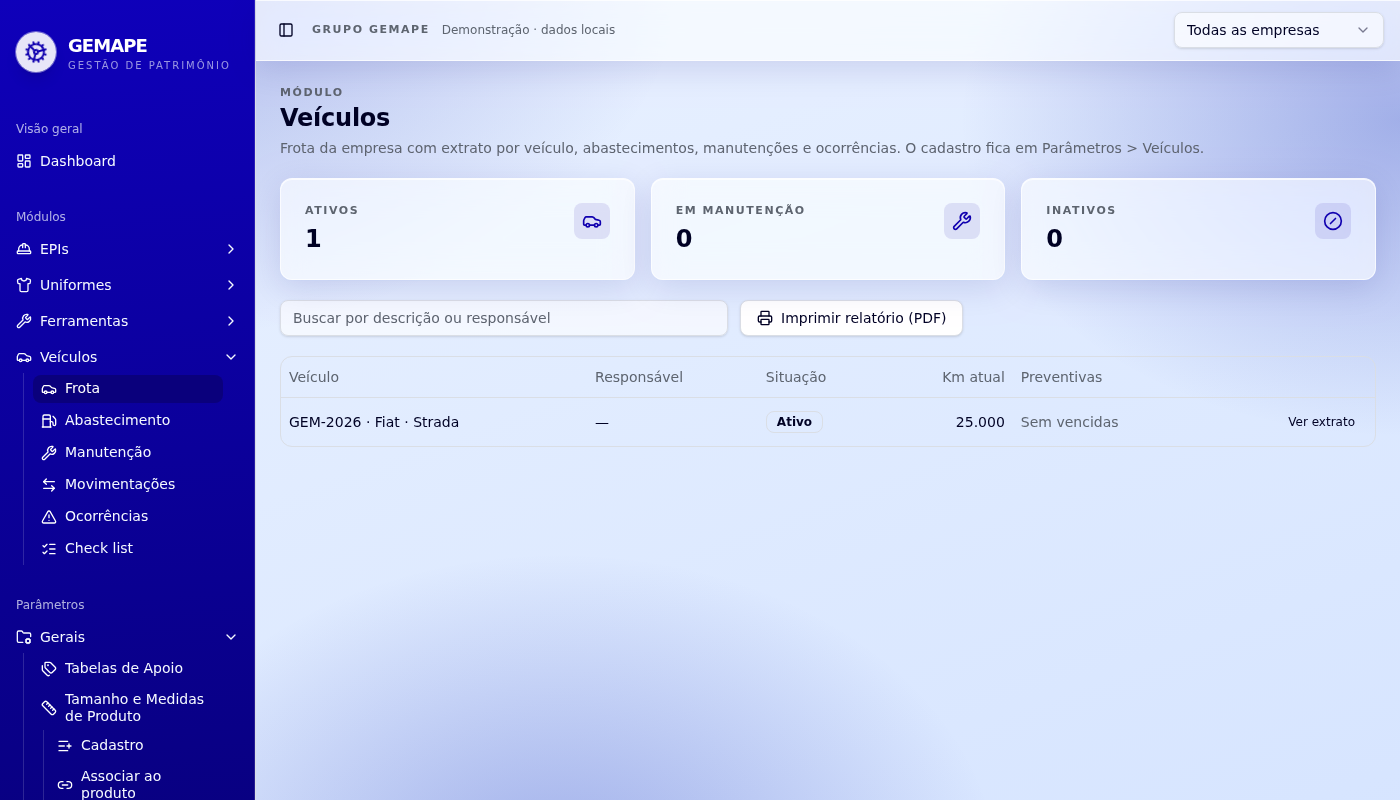 GEMAPE
GESTÃO DE PATRIMÔNIO
Visão geral
Dashboard
Módulos
EPIs
Uniformes
Ferramentas
Veículos
Frota
Abastecimento
Manutenção
Movimentações
Ocorrências
Check list
Parâmetros
Gerais
Tabelas de Apoio
Tamanho e Medidas
de Produto
Cadastro
Associar ao
produto
GRUPO GEMAPE Demonstração · dados locais
Todas as empresas
MÓDULO
Veículos
Frota da empresa com extrato por veículo, abastecimentos, manutenções e ocorrências. O cadastro fica em Parâmetros > Veículos.
ATIVOS
1
EM MANUTENÇÃO
0
INATIVOS
0
Buscar por descrição ou responsável
Imprimir relatório (PDF)
Veículo Responsável Situação Km atual Preventivas
GEM-2026 · Fiat · Strada — Ativo 25.000 Sem vencidas Ver extrato